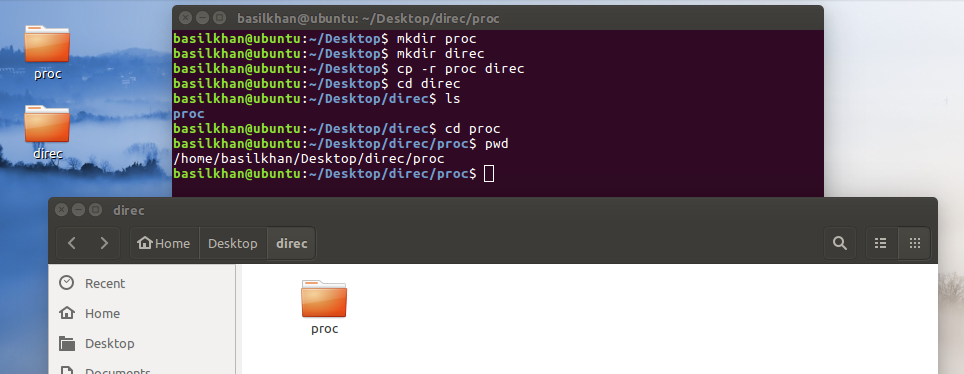 proc
direc
basilkhan@ubuntu: ~/Desktop/direc/proc
basilkhan@ubuntu:~/Desktop$ mkdir proc
basilkhan@ubuntu:~/Desktop$ mkdir direc
basilkhan@ubuntu:~/Desktop$ cp -r proc direc
basilkhan@ubuntu:~/Desktop$ cd direc
basilkhan@ubuntu:~/Desktop/direc$ ls
proc
basilkhan@ubuntu:~/Desktop/direc$ cd proc
basilkhan@ubuntu:~/Desktop/direc/proc$ pwd
/home/basilkhan/Desktop/direc/proc
basilkhan@ubuntu:~/Desktop/direc/proc$
direc
Home Desktop direc
Recent
Home
Desktop
Documents
proc